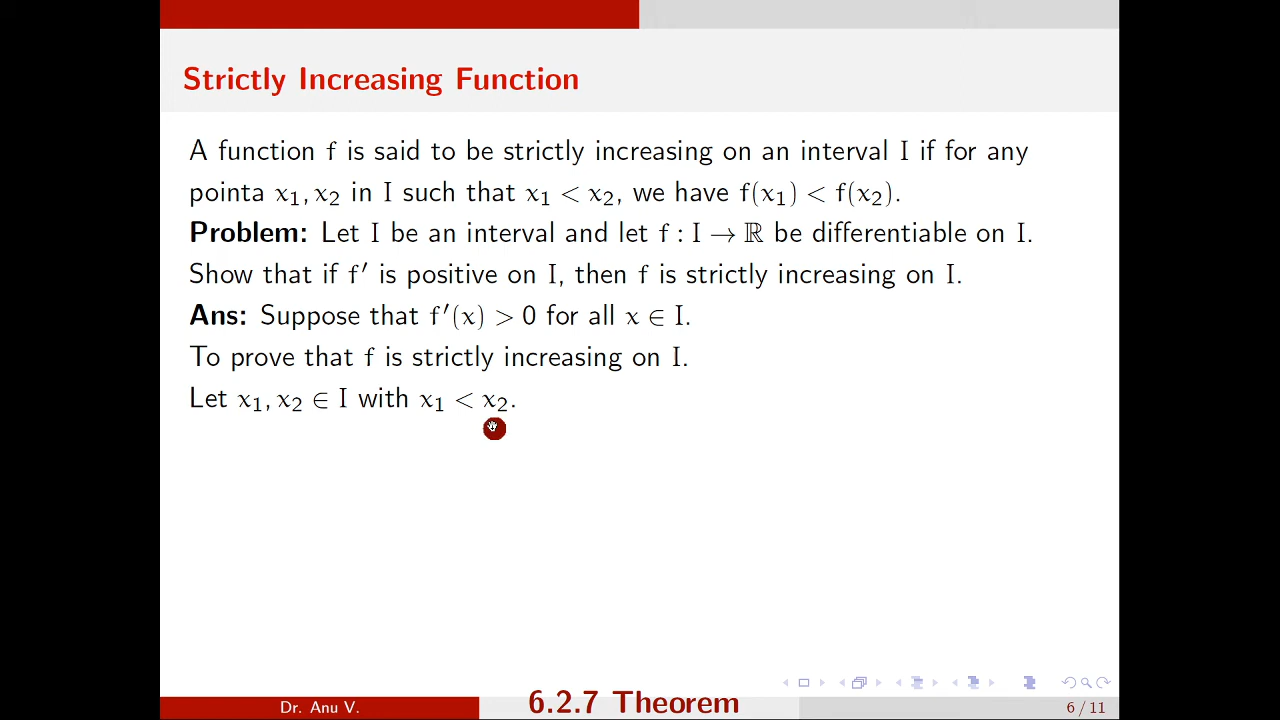 Strictly Increasing Function
A function f is said to be strictly increasing on an interval I if for any
pointa x₁, x₂ in I such that x₁ < x₂, we have f(x₁) < f(x₂).
Problem: Let I be an interval and let f : I → ℝ be differentiable on I.
Show that if f′ is positive on I, then f is strictly increasing on I.
Ans: Suppose that f′(x) > 0 for all x ∈ I.
To prove that f is strictly increasing on I.
Let x₁, x₂ ∈ I with x₁ < x₂.
Dr. Anu V.
6.2.7 Theorem
6 / 11